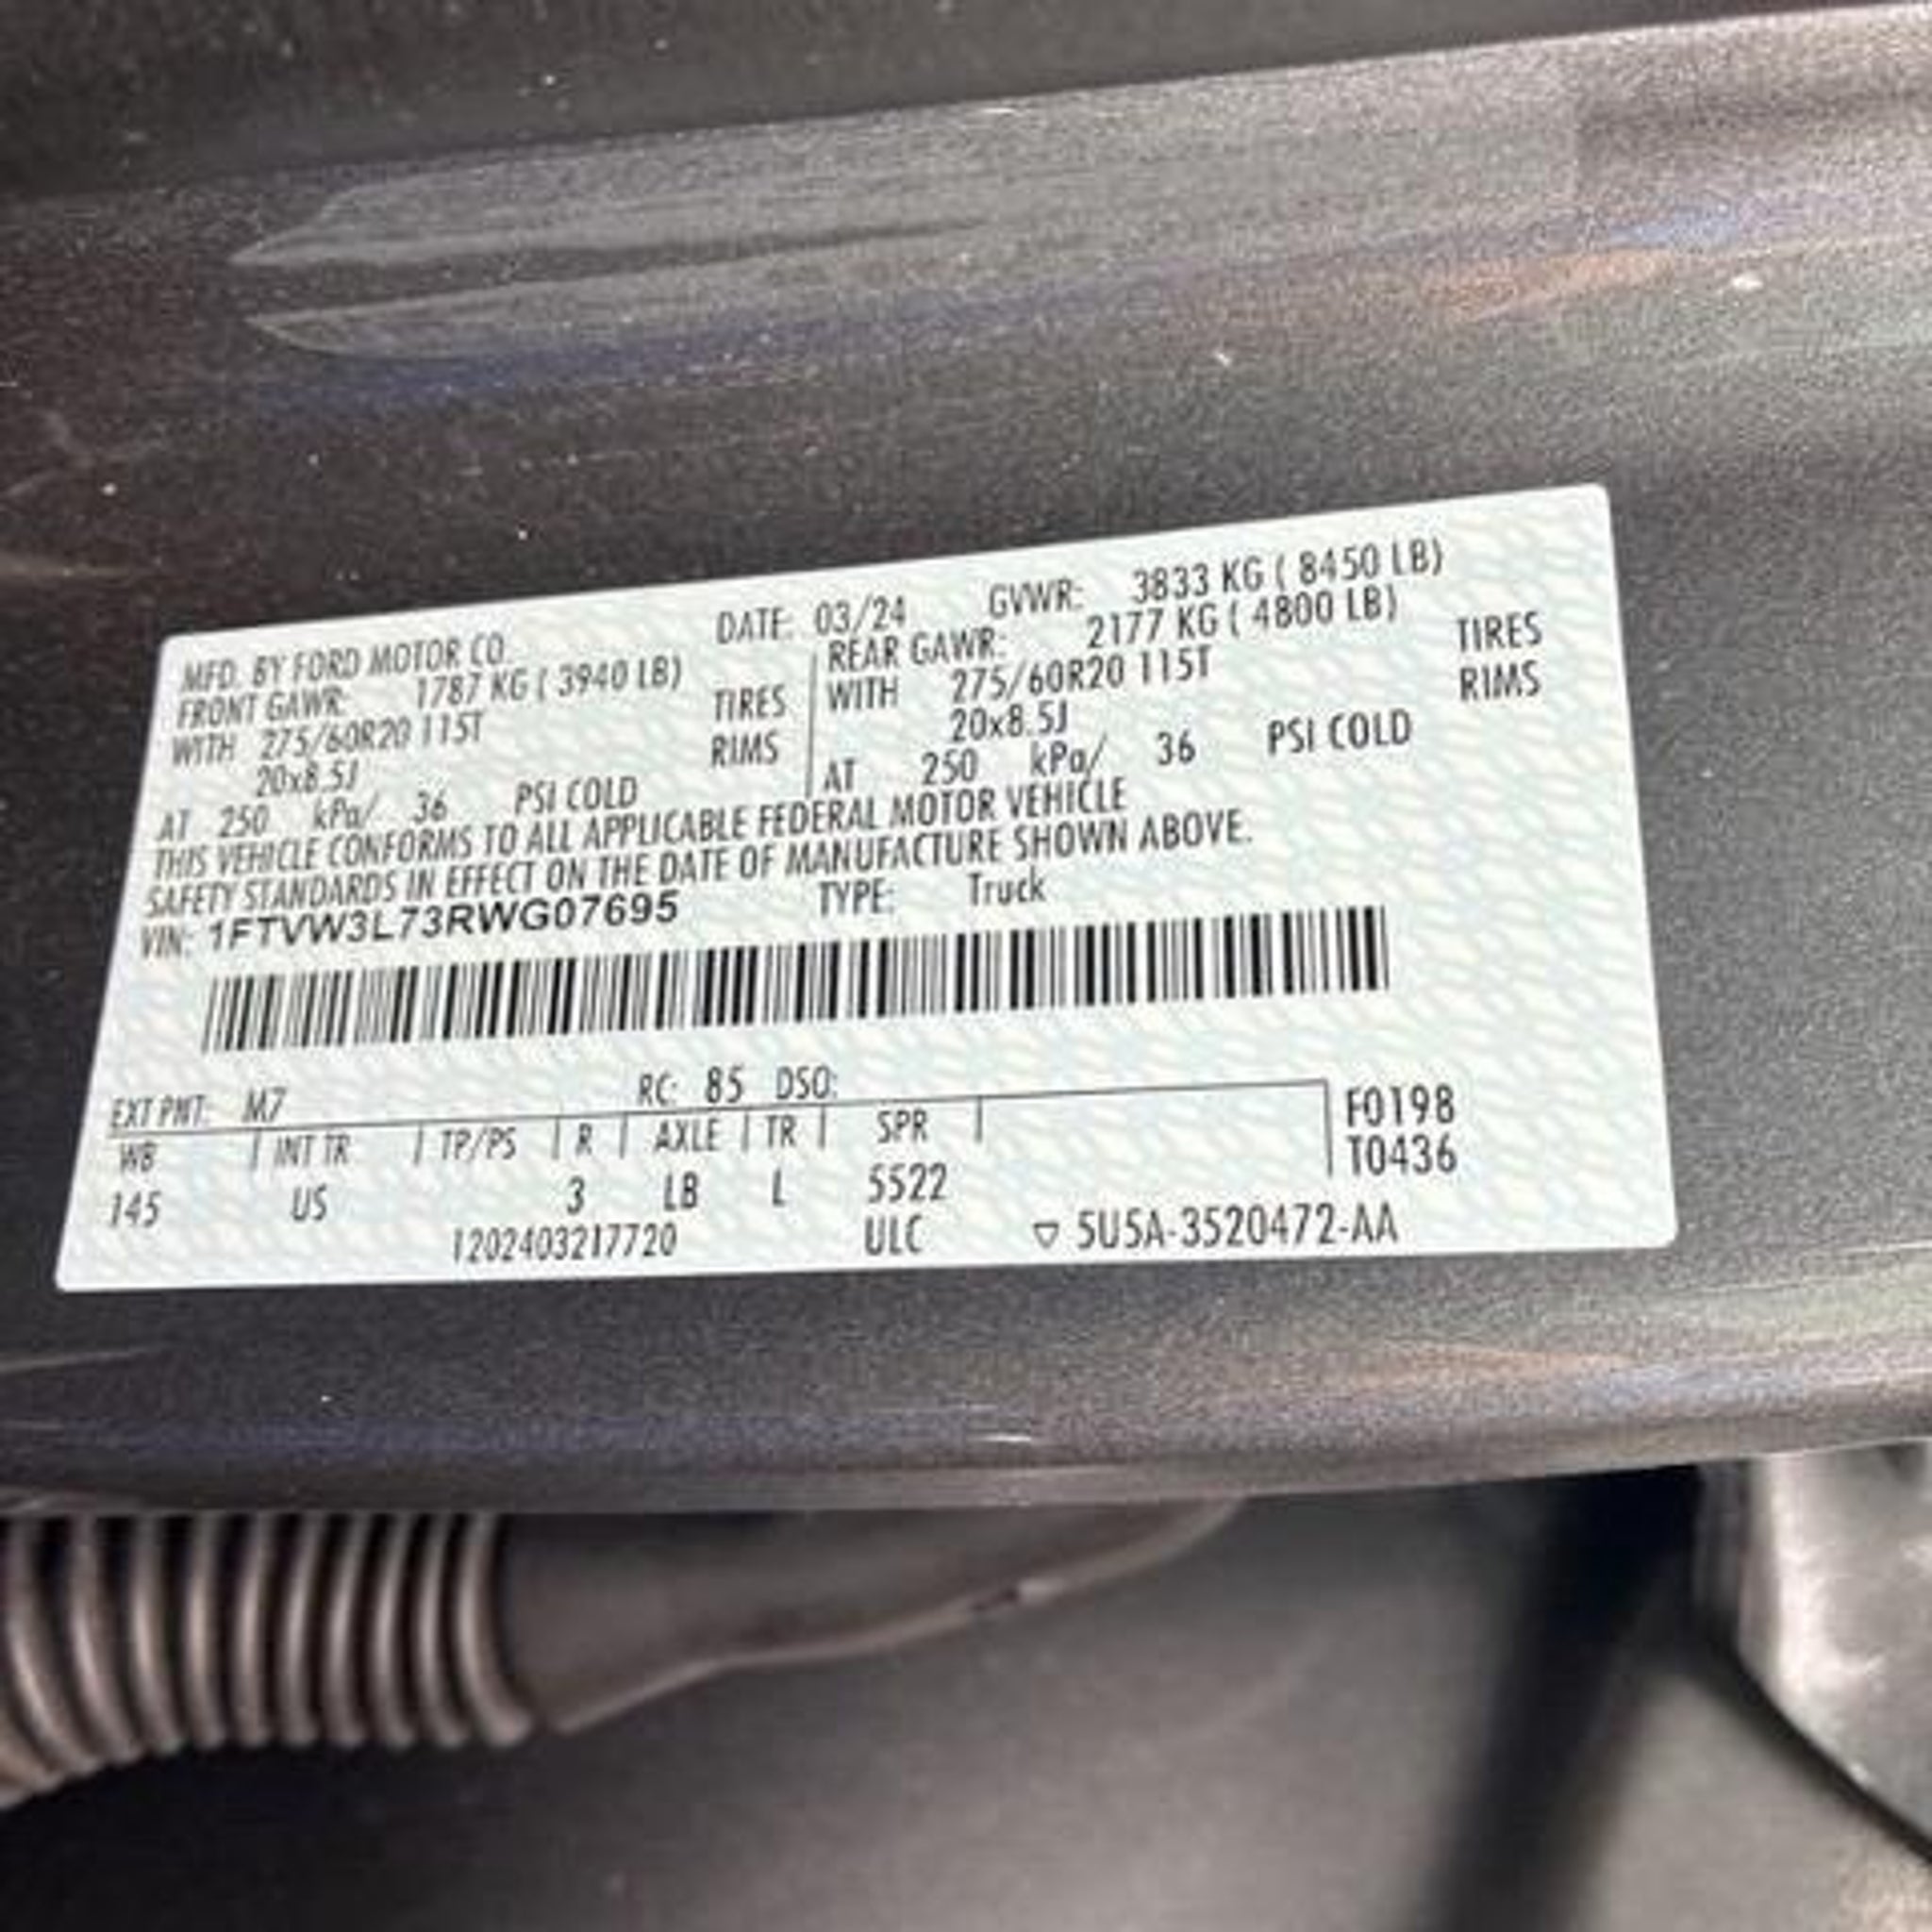 MFD. BY FORD MOTOR CO. DATE: 03/24 GVWR: 3833 KG ( 8450 LB)
FRONT GAWR: 1787 KG ( 3940 LB) REAR GAWR: 2177 KG ( 4800 LB)
WITH 275/60R20 115T TIRES WITH 275/60R20 115T TIRES
20x8.5J RIMS 20x8.5J RIMS
AT 250 kPa/ 36 PSI COLD AT 250 kPa/ 36 PSI COLD
THIS VEHICLE CONFORMS TO ALL APPLICABLE FEDERAL MOTOR VEHICLE
SAFETY STANDARDS IN EFFECT ON THE DATE OF MANUFACTURE SHOWN ABOVE.
VIN: 1FTVW3L73RWG07695 TYPE: Truck
EXT PNT: M7 RC: 85 DSO: F0198
WB INT TR TP/PS R AXLE TR SPR T0436
145 US 3 LB L 5522
1202403217720 ULC ▽ 5U5A-3520472-AA